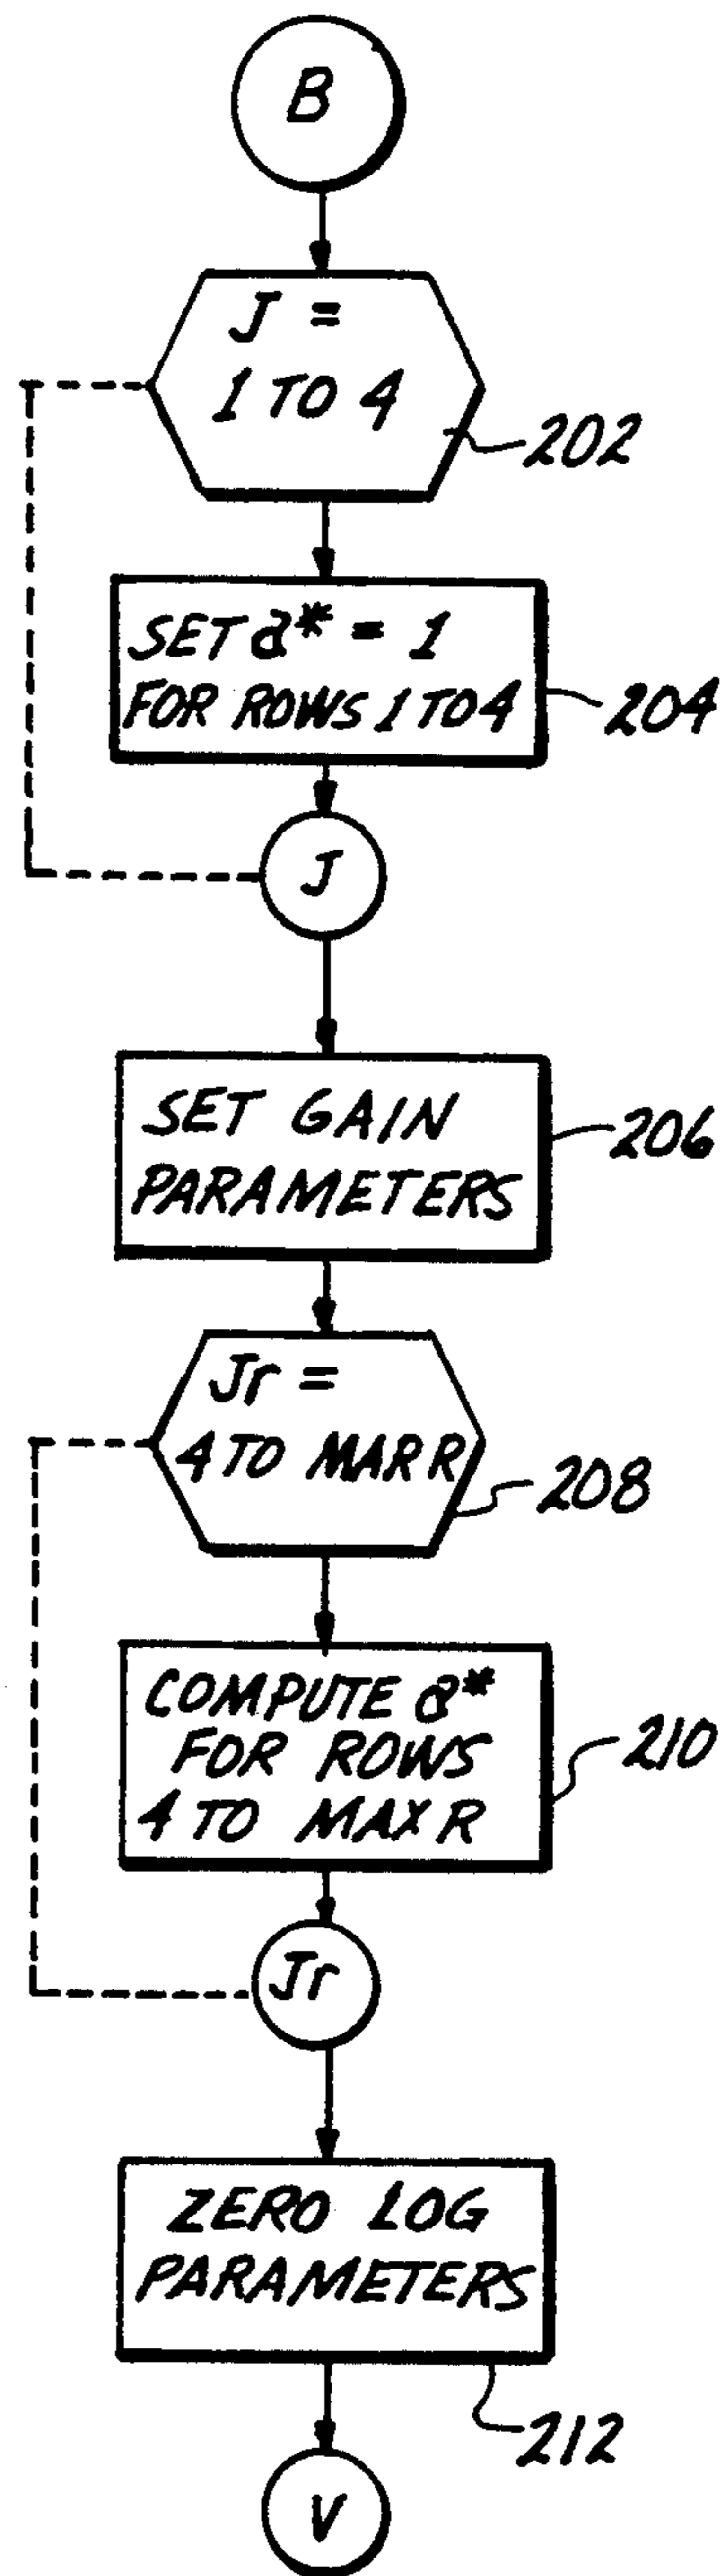 B
J =
1 TO 4
202
SET a* = 1
FOR ROWS 1 TO 4
204
J
SET GAIN
PARAMETERS
206
Jr =
4 TO MARR
208
COMPUTE a*
FOR ROWS
4 TO MAXR
210
Jr
ZERO LOG
PARAMETERS
212
V